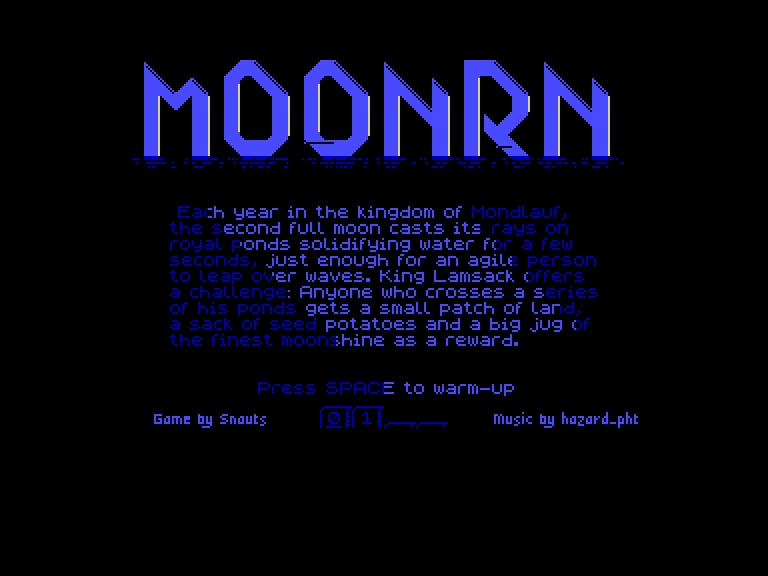 MOONRN
Each year in the kingdom of Mondlauf,
the second full moon casts its rays on
royal ponds solidifying water for a few
seconds, just enough for an agile person
to leap over waves. King Lamsack offers
a challenge: Anyone who crosses a series
of his ponds gets a small patch of land,
a sack of seed potatoes and a big jug of
the finest moonshine as a reward.
Press SPACE to warm-up
Game by Snauts 01__ Music by hazard_pht